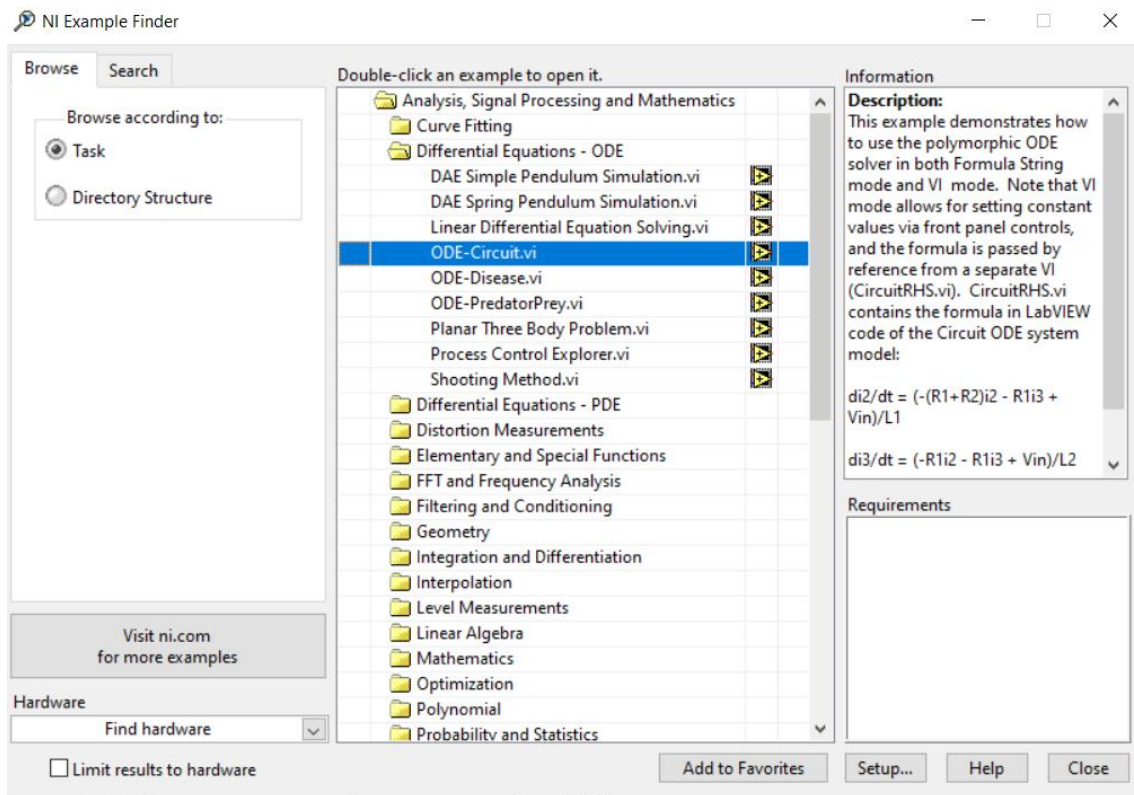 NI Example Finder
Browse
Search
Browse according to:
Task
Directory Structure
Visit ni.com
for more examples
Hardware
Find hardware
Limit results to hardware
Double-click an example to open it.
Analysis, Signal Processing and Mathematics
Curve Fitting
Differential Equations - ODE
DAE Simple Pendulum Simulation.vi
DAE Spring Pendulum Simulation.vi
Linear Differential Equation Solving.vi
ODE-Circuit.vi
ODE-Disease.vi
ODE-PredatorPrey.vi
Planar Three Body Problem.vi
Process Control Explorer.vi
Shooting Method.vi
Differential Equations - PDE
Distortion Measurements
Elementary and Special Functions
FFT and Frequency Analysis
Filtering and Conditioning
Geometry
Integration and Differentiation
Interpolation
Level Measurements
Linear Algebra
Mathematics
Optimization
Polynomial
Probability and Statistics
Information
Description:
This example demonstrates how
to use the polymorphic ODE
solver in both Formula String
mode and VI mode. Note that VI
mode allows for setting constant
values via front panel controls,
and the formula is passed by
reference from a separate VI
(CircuitRHS.vi). CircuitRHS.vi
contains the formula in LabVIEW
code of the Circuit ODE system
model:
di2/dt = (-(R1+R2)i2 - R1i3 +
Vin)/L1
di3/dt = (-R1i2 - R1i3 + Vin)/L2
Requirements
Add to Favorites
Setup...
Help
Close